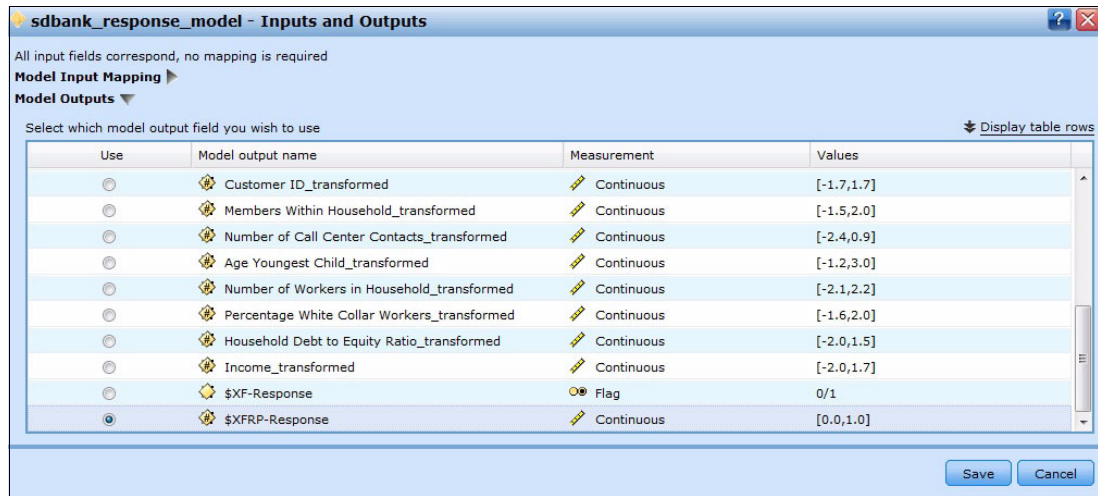 sdbank_response_model - Inputs and Outputs
All input fields correspond, no mapping is required
Model Input Mapping
Model Outputs
Select which model output field you wish to use
Display table rows
Use Model output name Measurement Values
Customer ID_transformed Continuous [-1.7,1.7]
Members Within Household_transformed Continuous [-1.5,2.0]
Number of Call Center Contacts_transformed Continuous [-2.4,0.9]
Age Youngest Child_transformed Continuous [-1.2,3.0]
Number of Workers in Household_transformed Continuous [-2.1,2.2]
Percentage White Collar Workers_transformed Continuous [-1.6,2.0]
Household Debt to Equity Ratio_transformed Continuous [-2.0,1.5]
Income_transformed Continuous [-2.0,1.7]
$XF-Response Flag 0/1
$XFRP-Response Continuous [0.0,1.0]
Save Cancel